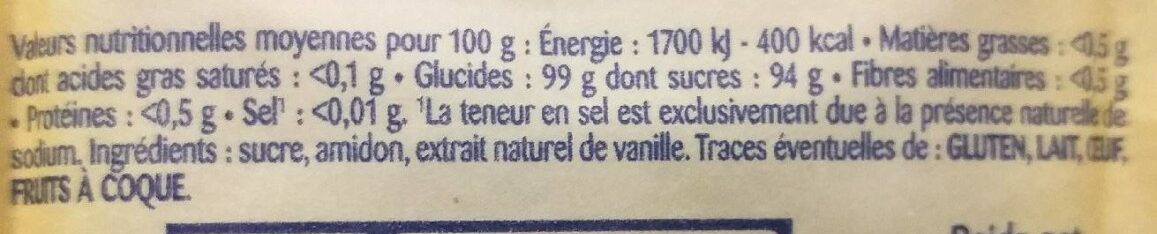 Valeurs nutritionnelles moyennes pour 100 g : Énergie : 1700 kJ - 400 kcal • Matières grasses : <0,5 g
dont acides gras saturés : <0,1 g • Glucides : 99 g dont sucres : 94 g • Fibres alimentaires : <0,5 g
• Protéines : <0,5 g • Sel¹ : <0,01 g. ¹La teneur en sel est exclusivement due à la présence naturelle de
sodium. Ingrédients : sucre, amidon, extrait naturel de vanille. Traces éventuelles de : GLUTEN, LAIT, ŒUF,
FRUITS À COQUE.